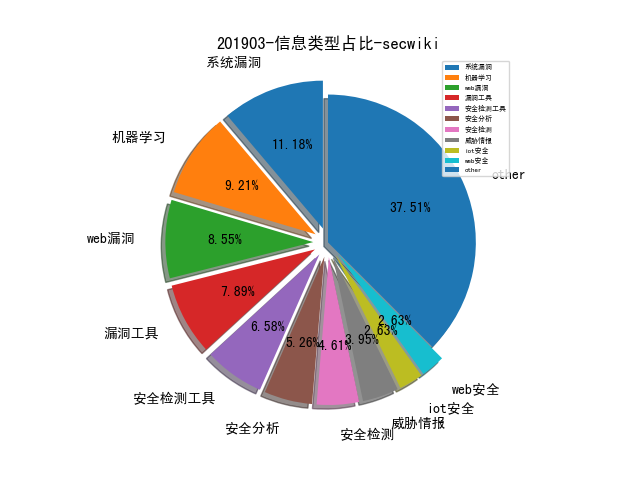 201903-信息类型占比-secwiki
系统漏洞
机器学习
web漏洞
漏洞工具
安全检测工具
安全分析
安全检测
威胁情报
iot安全
web安全
other
11.18%
9.21%
8.55%
7.89%
6.58%
5.26%
4.61%
3.95%
2.63%
2.63%
37.51%
系统漏洞
机器学习
web漏洞
漏洞工具
安全检测工具
安全分析
安全检测
威胁情报
iot安全
web安全
other